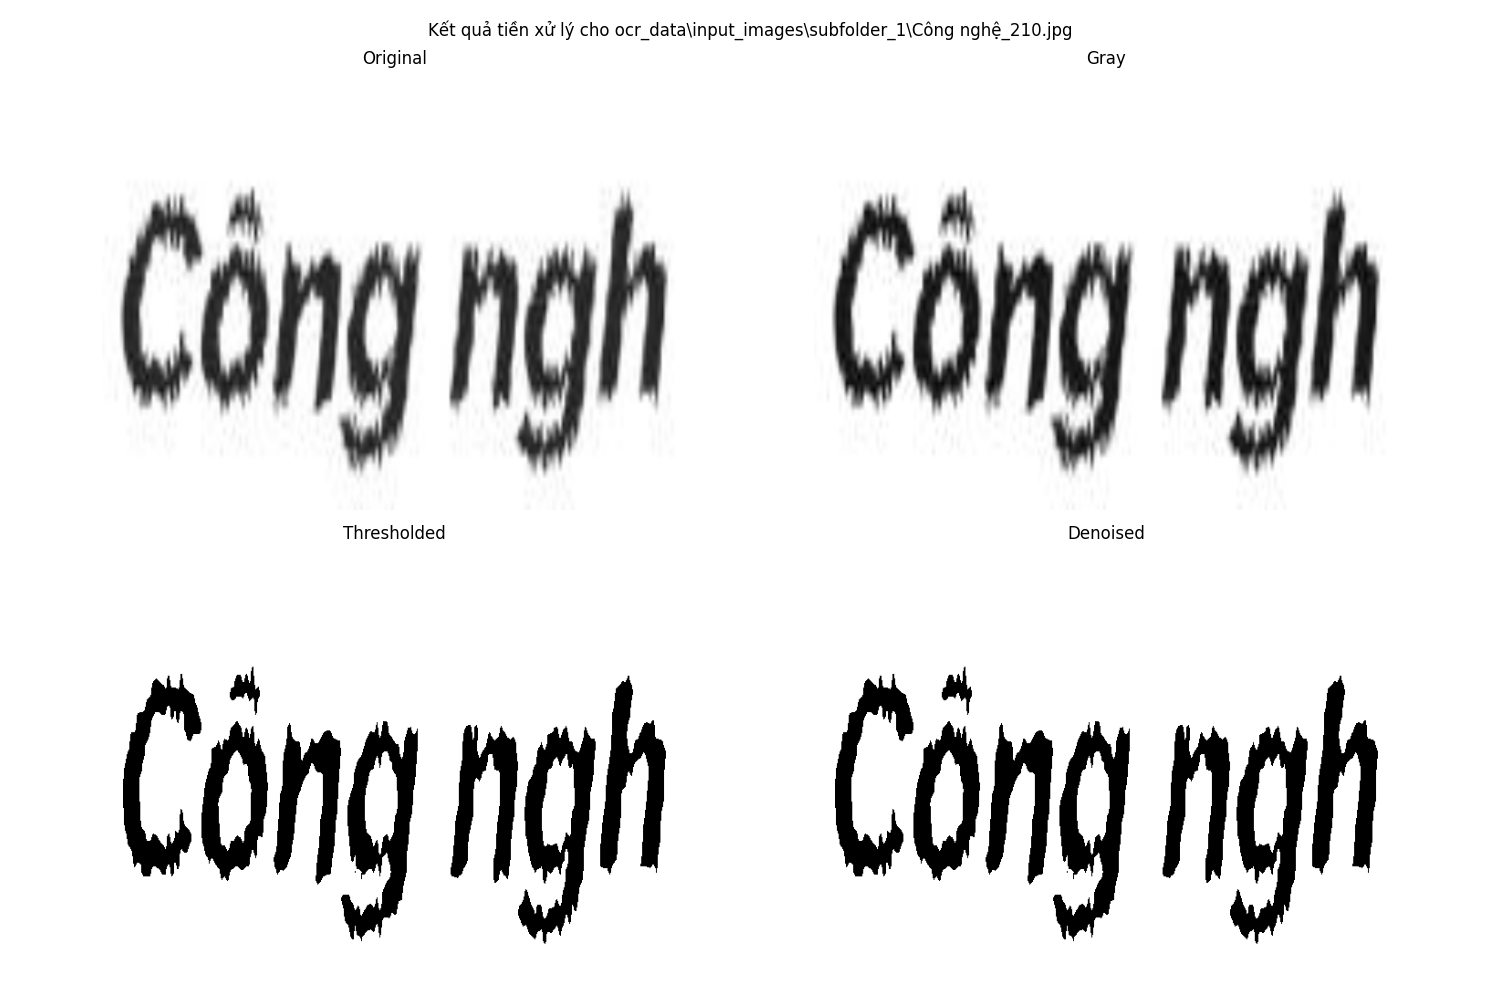 Kết quả tiền xử lý cho ocr_data\input_images\subfolder_1\Công nghệ_210.jpg
Original
Gray
Công ngh
Công ngh
Thresholded
Denoised
Công ngh
Công ngh